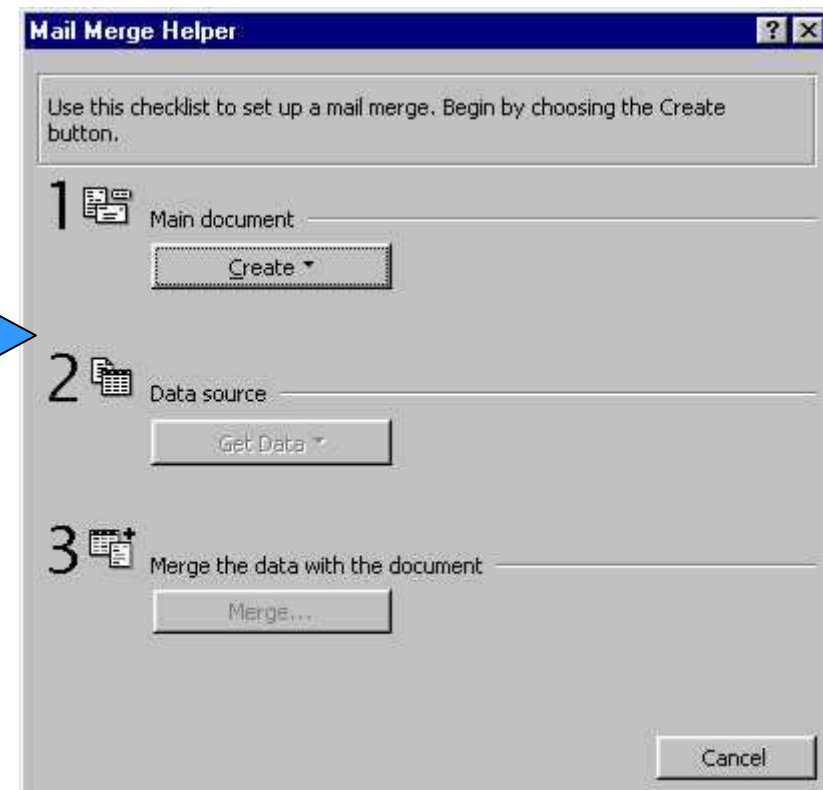 Mail Merge Helper
Use this checklist to set up a mail merge. Begin by choosing the Create
button.
1 Main document
Create
2 Data source
Get Data
3 Merge the data with the document
Merge...
Cancel